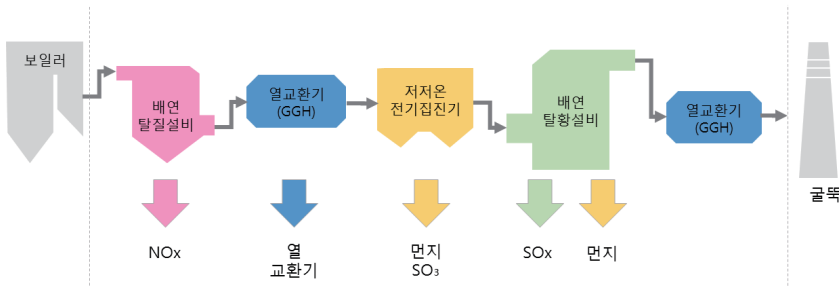 보일러
배연
탈질설비
열교환기
(GGH)
저저온
전기집진기
배연
탈황설비
열교환기
(GGH)
굴뚝
NOx
열
교환기
먼지
SO₃
SOx
먼지